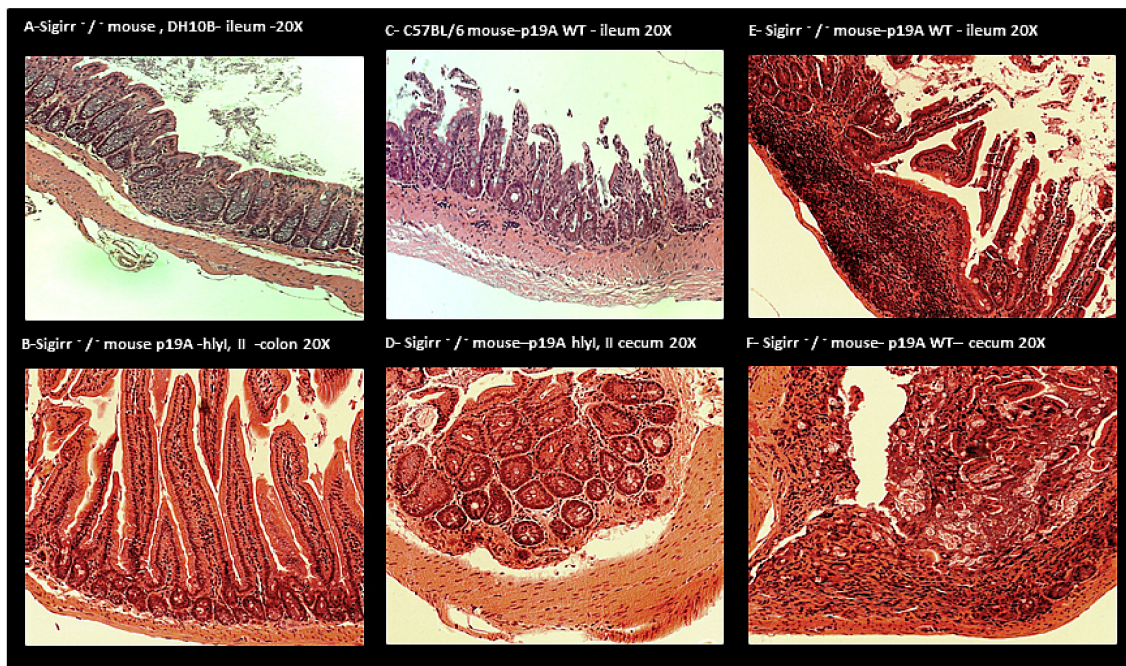 A-Sigirr ⁻/⁻ mouse , DH10B- ileum -20X
C- C57BL/6 mouse-p19A WT - ileum 20X
E- Sigirr ⁻/⁻ mouse-p19A WT - ileum 20X
B-Sigirr ⁻/⁻ mouse p19A -hlyI, II -colon 20X
D- Sigirr ⁻/⁻ mouse–p19A hlyI, II cecum 20X
F- Sigirr ⁻/⁻ mouse- p19A WT-- cecum 20X